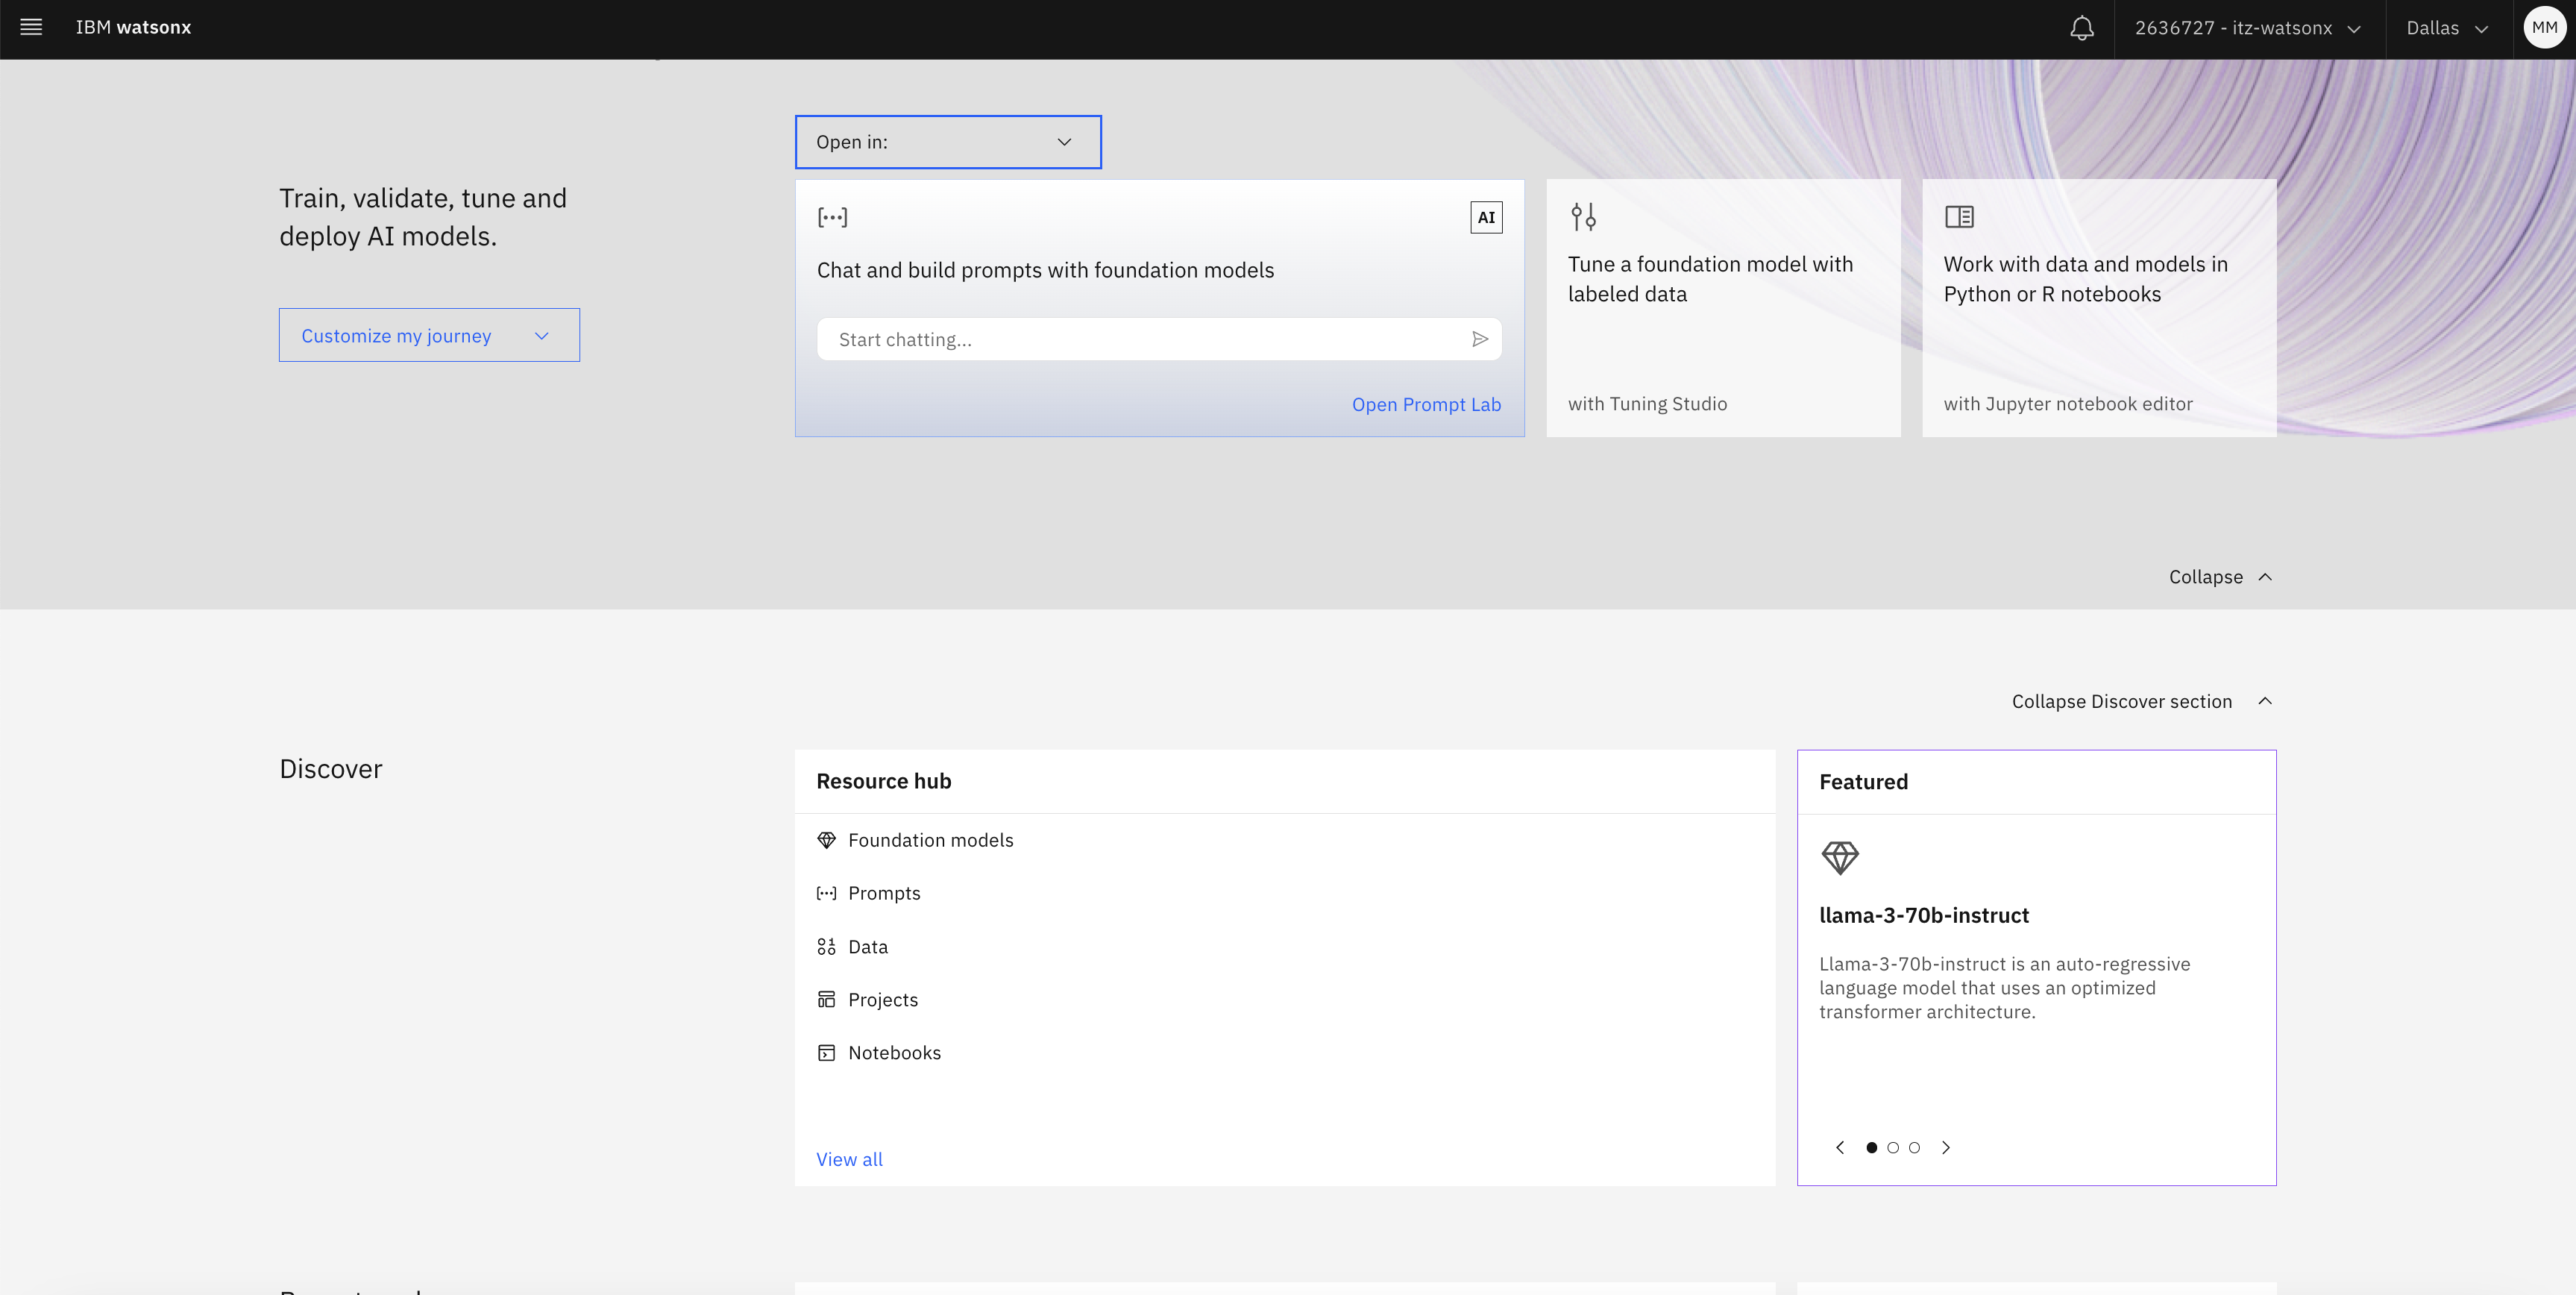 IBM watsonx
2636727 - itz-watsonx
Dallas
MM
Open in:
Train, validate, tune and
deploy AI models.
Customize my journey
AI
Chat and build prompts with foundation models
Start chatting...
Open Prompt Lab
Tune a foundation model with
labeled data
with Tuning Studio
Work with data and models in
Python or R notebooks
with Jupyter notebook editor
Collapse
Collapse Discover section
Discover
Resource hub
Foundation models
Prompts
Data
Projects
Notebooks
View all
Featured
llama-3-70b-instruct
Llama-3-70b-instruct is an auto-regressive
language model that uses an optimized
transformer architecture.